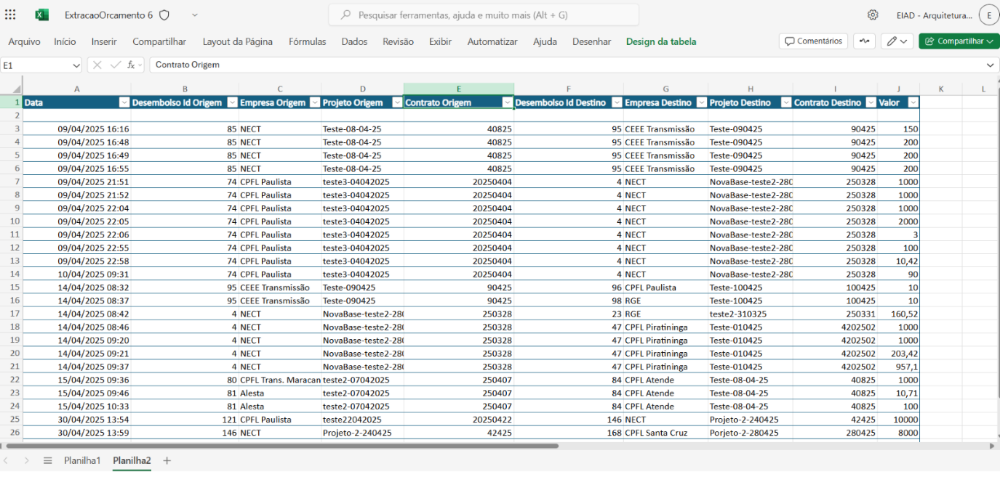 ExtracaoOrcamento 6
Pesquisar ferramentas, ajuda e muito mais (Alt + G)
EIAD - Arquitetura... E
Arquivo Início Inserir Compartilhar Layout da Página Fórmulas Dados Revisão Exibir Automatizar Ajuda Desenhar Design da tabela Comentários Compartilhar
E1 fx Contrato Origem
A B C D E F G H I J K L
1 Data Desembolso Id Origem Empresa Origem Projeto Origem Contrato Origem Desembolso Id Destino Empresa Destino Projeto Destino Contrato Destino Valor
2
3 09/04/2025 16:16 85 NECT Teste-08-04-25 40825 95 CEEE Transmissão Teste-090425 90425 150
4 09/04/2025 16:48 85 NECT Teste-08-04-25 40825 95 CEEE Transmissão Teste-090425 90425 200
5 09/04/2025 16:49 85 NECT Teste-08-04-25 40825 95 CEEE Transmissão Teste-090425 90425 200
6 09/04/2025 16:55 85 NECT Teste-08-04-25 40825 95 CEEE Transmissão Teste-090425 90425 200
7 09/04/2025 21:51 74 CPFL Paulista teste3-04042025 20250404 4 NECT NovaBase-teste2-280 250328 1000
8 09/04/2025 21:52 74 CPFL Paulista teste3-04042025 20250404 4 NECT NovaBase-teste2-280 250328 1000
9 09/04/2025 22:04 74 CPFL Paulista teste3-04042025 20250404 4 NECT NovaBase-teste2-280 250328 1000
10 09/04/2025 22:05 74 CPFL Paulista teste3-04042025 20250404 4 NECT NovaBase-teste2-280 250328 2000
11 09/04/2025 22:06 74 CPFL Paulista teste3-04042025 20250404 4 NECT NovaBase-teste2-280 250328 3
12 09/04/2025 22:55 74 CPFL Paulista teste3-04042025 20250404 4 NECT NovaBase-teste2-280 250328 100
13 09/04/2025 22:58 74 CPFL Paulista teste3-04042025 20250404 4 NECT NovaBase-teste2-280 250328 10,42
14 10/04/2025 09:31 74 CPFL Paulista teste3-04042025 20250404 4 NECT NovaBase-teste2-280 250328 90
15 14/04/2025 08:32 95 CEEE Transmissão Teste-090425 90425 96 CPFL Paulista Teste-100425 100425 10
16 14/04/2025 08:37 95 CEEE Transmissão Teste-090425 90425 98 RGE Teste-100425 100425 10
17 14/04/2025 08:42 4 NECT NovaBase-teste2-280 250328 23 RGE teste2-310325 250331 160,52
18 14/04/2025 08:46 4 NECT NovaBase-teste2-280 250328 47 CPFL Piratininga Teste-010425 4202502 1000
19 14/04/2025 09:20 4 NECT NovaBase-teste2-280 250328 47 CPFL Piratininga Teste-010425 4202502 1000
20 14/04/2025 09:21 4 NECT NovaBase-teste2-280 250328 47 CPFL Piratininga Teste-010425 4202502 203,42
21 14/04/2025 09:37 4 NECT NovaBase-teste2-280 250328 47 CPFL Piratininga Teste-010425 4202502 957,1
22 15/04/2025 09:36 80 CPFL Trans. Maracan teste2-07042025 250407 84 CPFL Atende Teste-08-04-25 40825 1000
23 15/04/2025 09:46 81 Alesta teste2-07042025 250407 84 CPFL Atende Teste-08-04-25 40825 10,71
24 15/04/2025 10:33 81 Alesta teste2-07042025 250407 84 CPFL Atende Teste-08-04-25 40825 100
25 30/04/2025 13:54 121 CPFL Paulista teste22042025 20250422 146 NECT Projeto-2-240425 42425 10000
26 30/04/2025 13:59 146 NECT Projeto-2-240425 42425 168 CPFL Santa Cruz Porjeto-2-280425 280425 8000
Planilha1 Planilha2